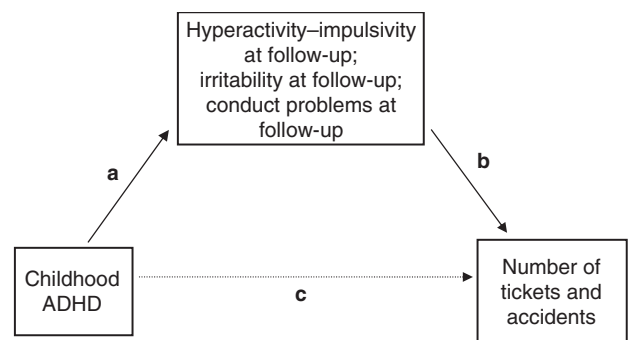 Hyperactivity–impulsivity
at follow-up;
irritability at follow-up;
conduct problems at
follow-up
a
b
Childhood
ADHD
c
Number of
tickets and
accidents